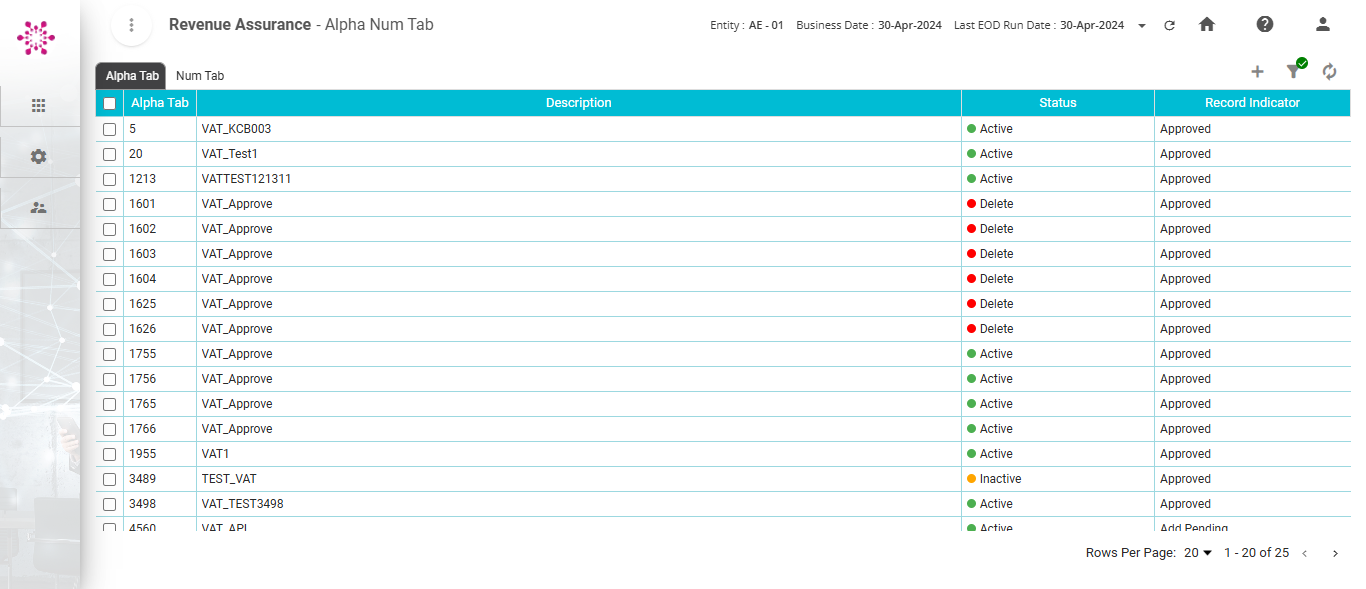 Revenue Assurance - Alpha Num Tab
Entity : AE - 01 Business Date : 30-Apr-2024 Last EOD Run Date : 30-Apr-2024
Alpha Tab Num Tab
Alpha Tab Description Status Record Indicator
5 VAT_KCB003 Active Approved
20 VAT_Test1 Active Approved
1213 VATTEST121311 Active Approved
1601 VAT_Approve Delete Approved
1602 VAT_Approve Delete Approved
1603 VAT_Approve Delete Approved
1604 VAT_Approve Delete Approved
1625 VAT_Approve Delete Approved
1626 VAT_Approve Delete Approved
1755 VAT_Approve Active Approved
1756 VAT_Approve Active Approved
1765 VAT_Approve Active Approved
1766 VAT_Approve Active Approved
1955 VAT1 Active Approved
3489 TEST_VAT Inactive Approved
3498 VAT_TEST3498 Active Approved
4560 VAT_API Active Add Pending
Rows Per Page: 20 1 - 20 of 25